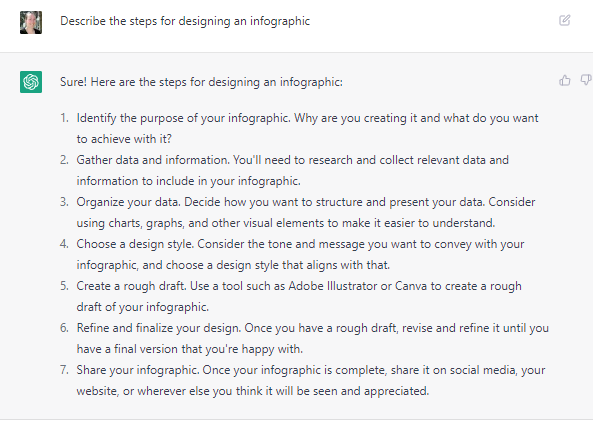 Describe the steps for designing an infographic
Sure! Here are the steps for designing an infographic:
1. Identify the purpose of your infographic. Why are you creating it and what do you want
to achieve with it?
2. Gather data and information. You'll need to research and collect relevant data and
information to include in your infographic.
3. Organize your data. Decide how you want to structure and present your data. Consider
using charts, graphs, and other visual elements to make it easier to understand.
4. Choose a design style. Consider the tone and message you want to convey with your
infographic, and choose a design style that aligns with that.
5. Create a rough draft. Use a tool such as Adobe Illustrator or Canva to create a rough
draft of your infographic.
6. Refine and finalize your design. Once you have a rough draft, revise and refine it until you
have a final version that you're happy with.
7. Share your infographic. Once your infographic is complete, share it on social media, your
website, or wherever else you think it will be seen and appreciated.